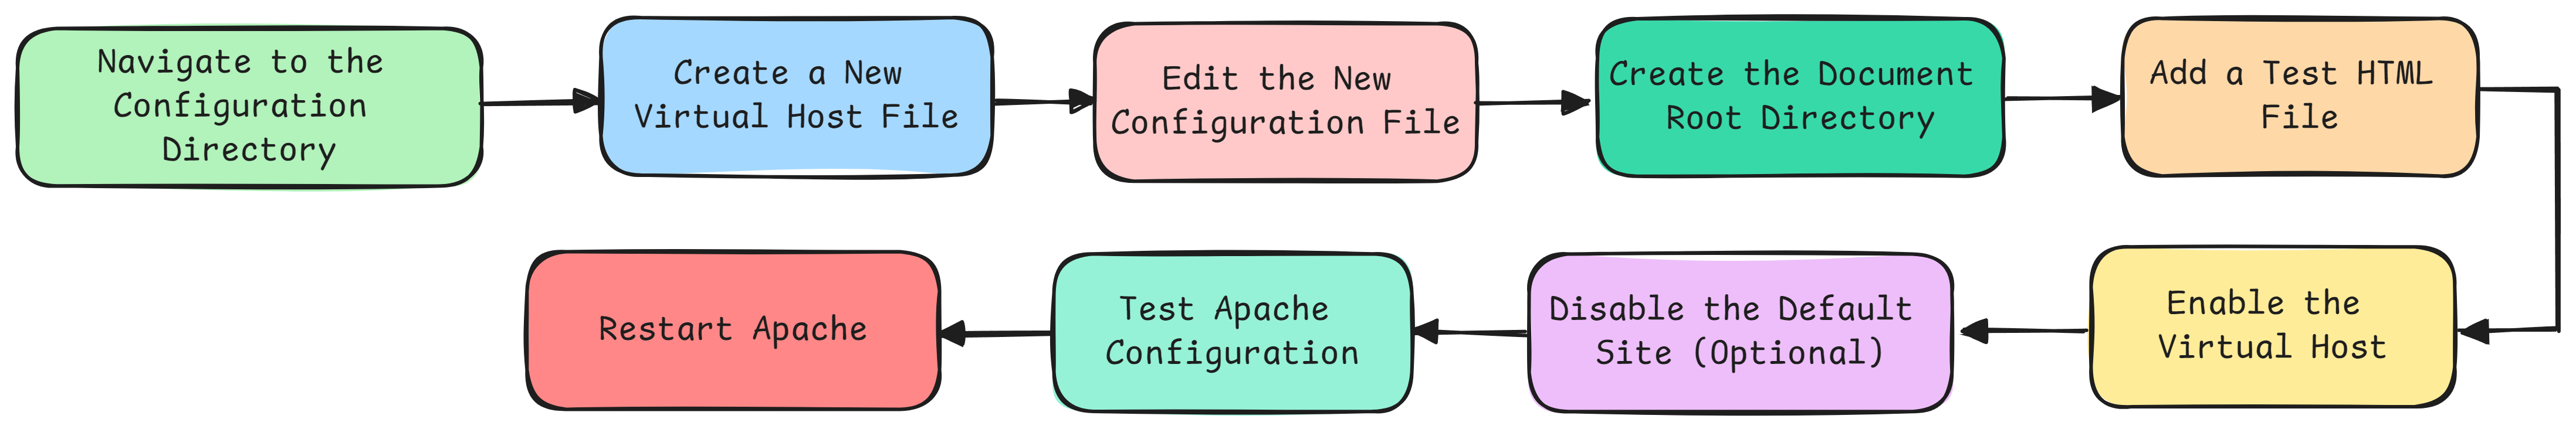 Navigate to the
Configuration
Directory
Create a New
Virtual Host File
Edit the New
Configuration File
Create the Document
Root Directory
Add a Test HTML
File
Enable the
Virtual Host
Disable the Default
Site (Optional)
Test Apache
Configuration
Restart Apache